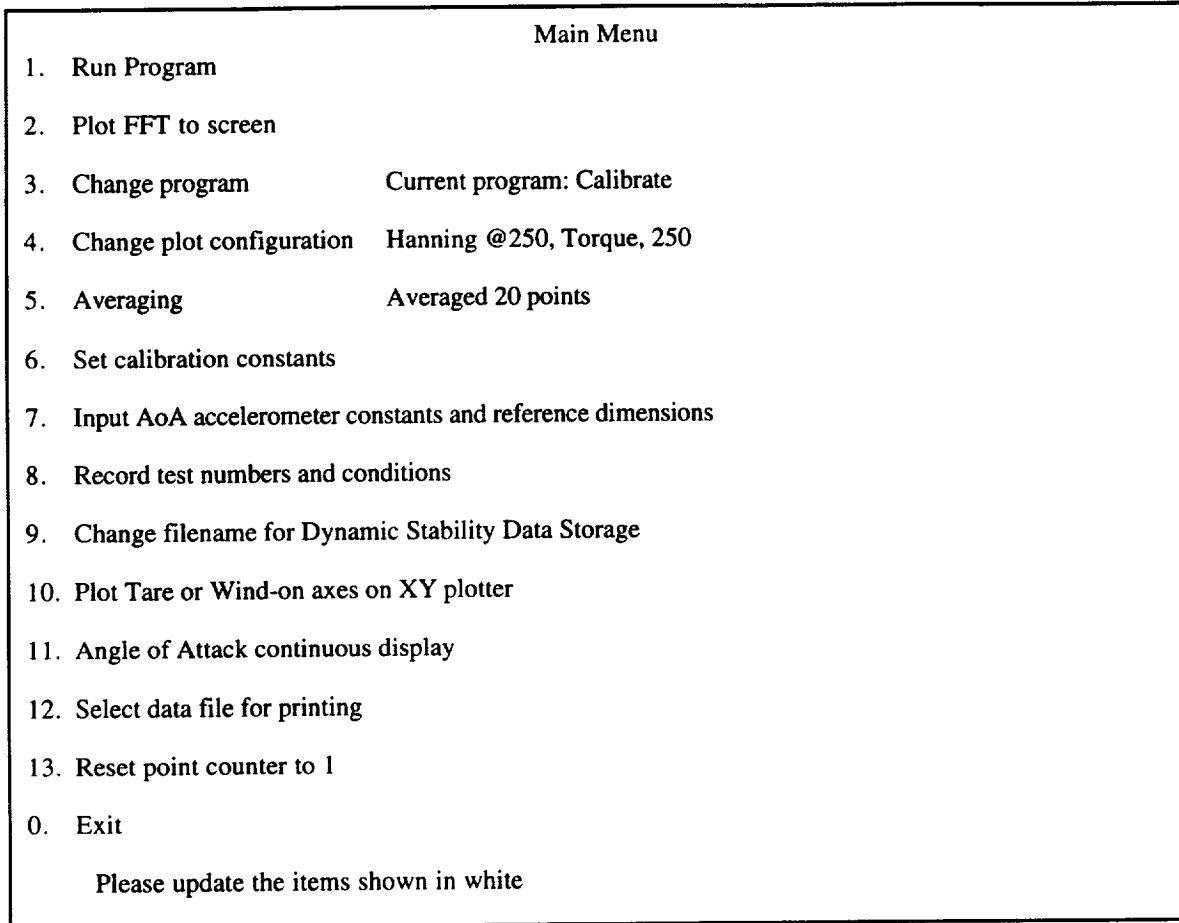 Main Menu
1. Run Program
2. Plot FFT to screen
3. Change program Current program: Calibrate
4. Change plot configuration Hanning @250, Torque, 250
5. Averaging Averaged 20 points
6. Set calibration constants
7. Input AoA accelerometer constants and reference dimensions
8. Record test numbers and conditions
9. Change filename for Dynamic Stability Data Storage
10. Plot Tare or Wind-on axes on XY plotter
11. Angle of Attack continuous display
12. Select data file for printing
13. Reset point counter to 1
0. Exit
Please update the items shown in white